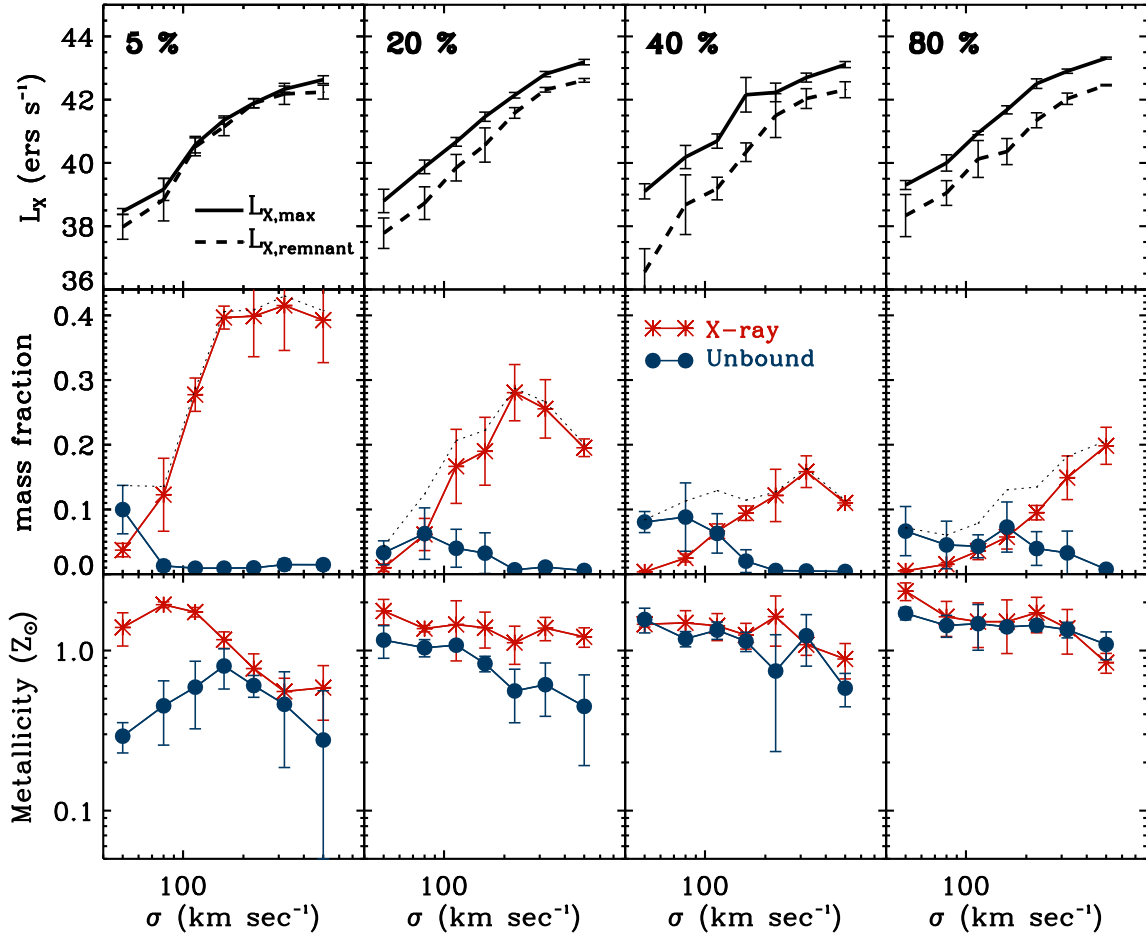 5 %
20 %
40 %
80 %
44
42
40
38
36
L_X (ers s⁻¹)
L_X,max
L_X,remnant
0.4
0.3
0.2
0.1
0.0
mass fraction
X-ray
Unbound
1.0
0.1
Metallicity (Z_⊙)
100
100
100
100
σ (km sec⁻¹)
σ (km sec⁻¹)
σ (km sec⁻¹)
σ (km sec⁻¹)